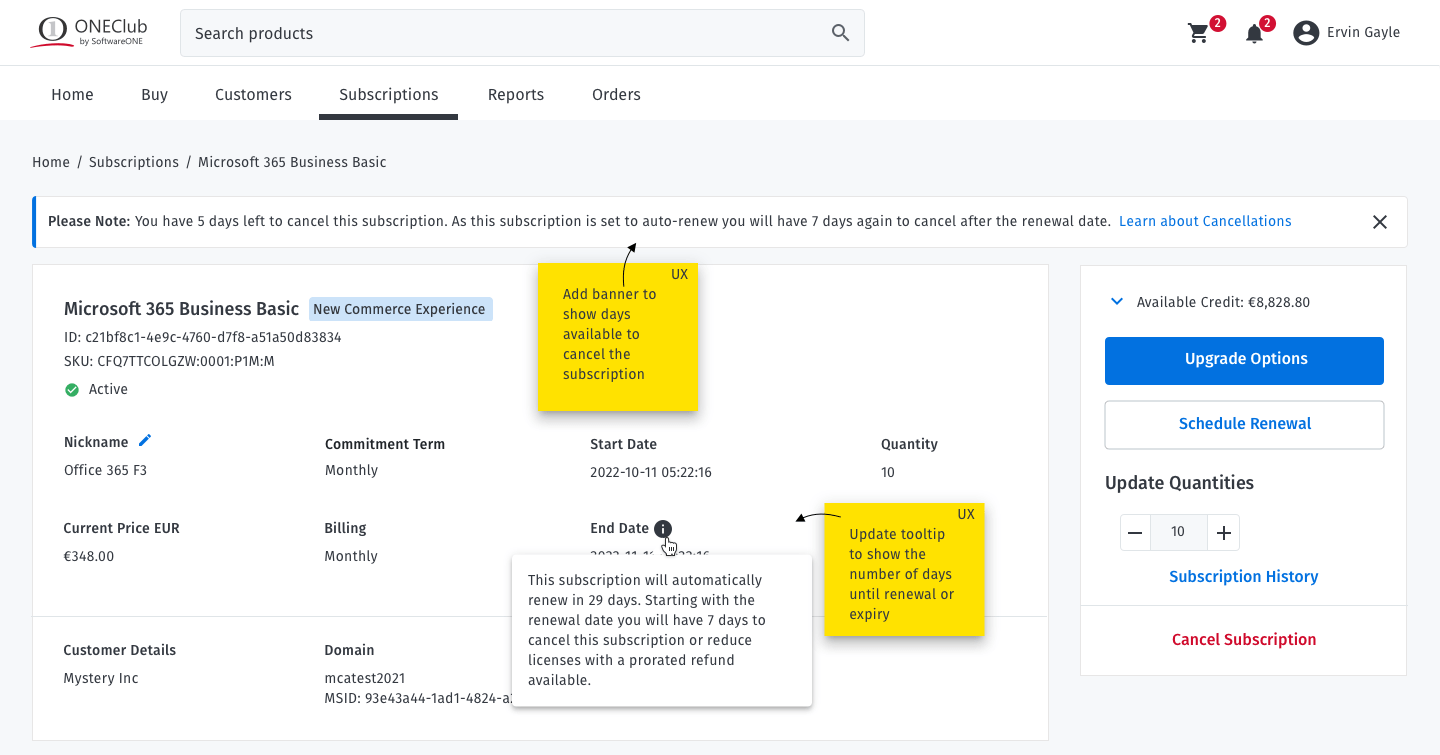 ONEClub
by SoftwareONE
Search products
2
2
Ervin Gayle
Home
Buy
Customers
Subscriptions
Reports
Orders
Home / Subscriptions / Microsoft 365 Business Basic
Please Note: You have 5 days left to cancel this subscription. As this subscription is set to auto-renew you will have 7 days again to cancel after the renewal date. Learn about Cancellations
UX
Add banner to
show days
available to
cancel the
subscription
Microsoft 365 Business Basic
New Commerce Experience
ID: c21bf8c1-4e9c-4760-d7f8-a51a50d83834
SKU: CFQ7TTCOLGZW:0001:P1M:M
Active
Nickname
Office 365 F3
Commitment Term
Monthly
Start Date
2022-10-11 05:22:16
Quantity
10
Current Price EUR
€348.00
Billing
Monthly
End Date
UX
Update tooltip
to show the
number of days
until renewal or
expiry
This subscription will automatically
renew in 29 days. Starting with the
renewal date you will have 7 days to
cancel this subscription or reduce
licenses with a prorated refund
available.
Customer Details
Mystery Inc
Domain
mcatest2021
MSID: 93e43a44-1ad1-4824-a
Available Credit: €8,828.80
Upgrade Options
Schedule Renewal
Update Quantities
10
Subscription History
Cancel Subscription